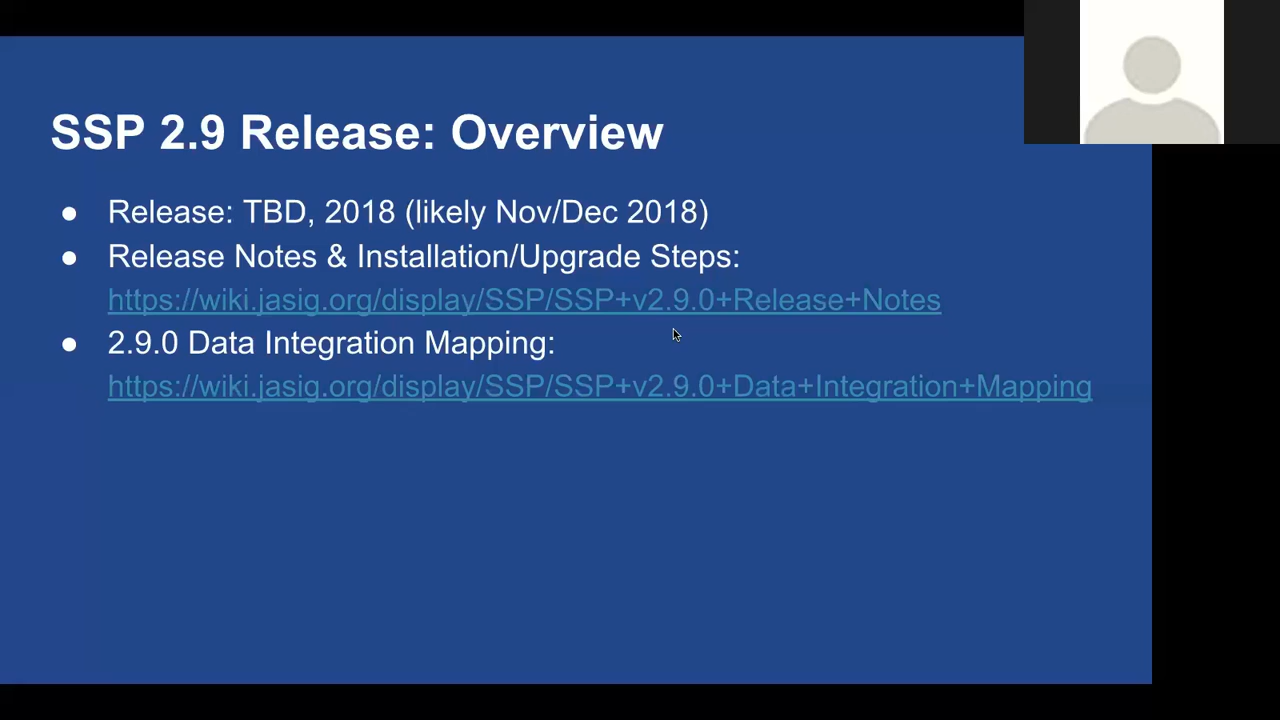 SSP 2.9 Release: Overview
● Release: TBD, 2018 (likely Nov/Dec 2018)
● Release Notes & Installation/Upgrade Steps:
https://wiki.jasig.org/display/SSP/SSP+v2.9.0+Release+Notes
● 2.9.0 Data Integration Mapping:
https://wiki.jasig.org/display/SSP/SSP+v2.9.0+Data+Integration+Mapping